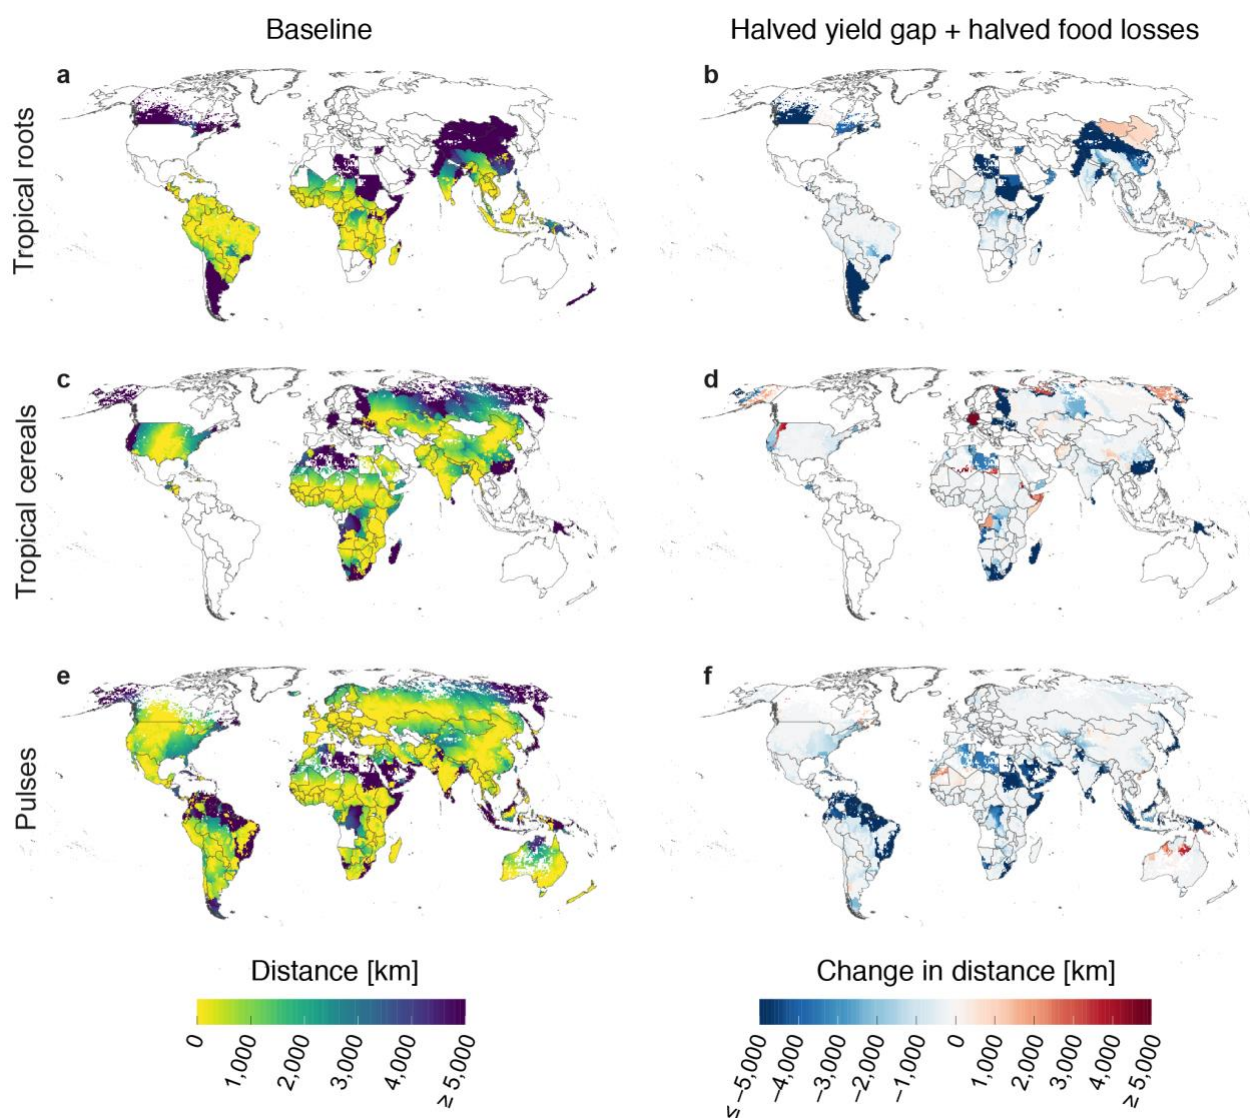 Baseline
Halved yield gap + halved food losses
Tropical roots
a
b
Tropical cereals
c
d
Pulses
e
f
Distance [km]
Change in distance [km]
0
1,000
2,000
3,000
4,000
≥ 5,000
≤ −5,000
−4,000
−3,000
−2,000
−1,000
0
1,000
2,000
3,000
4,000
≥ 5,000